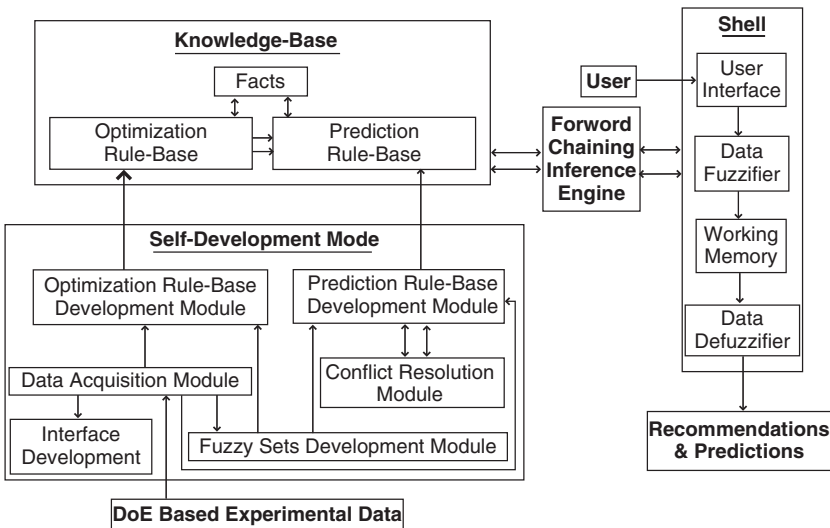 Knowledge-Base
Facts
Optimization
Rule-Base
Prediction
Rule-Base
User
Forword
Chaining
Inference
Engine
Shell
User
Interface
Data
Fuzzifier
Working
Memory
Data
Defuzzifier
Recommendations
& Predictions
Self-Development Mode
Optimization Rule-Base
Development Module
Prediction Rule-Base
Development Module
Data Acquisition Module
Conflict Resolution
Module
Interface
Development
Fuzzy Sets Development Module
DoE Based Experimental Data